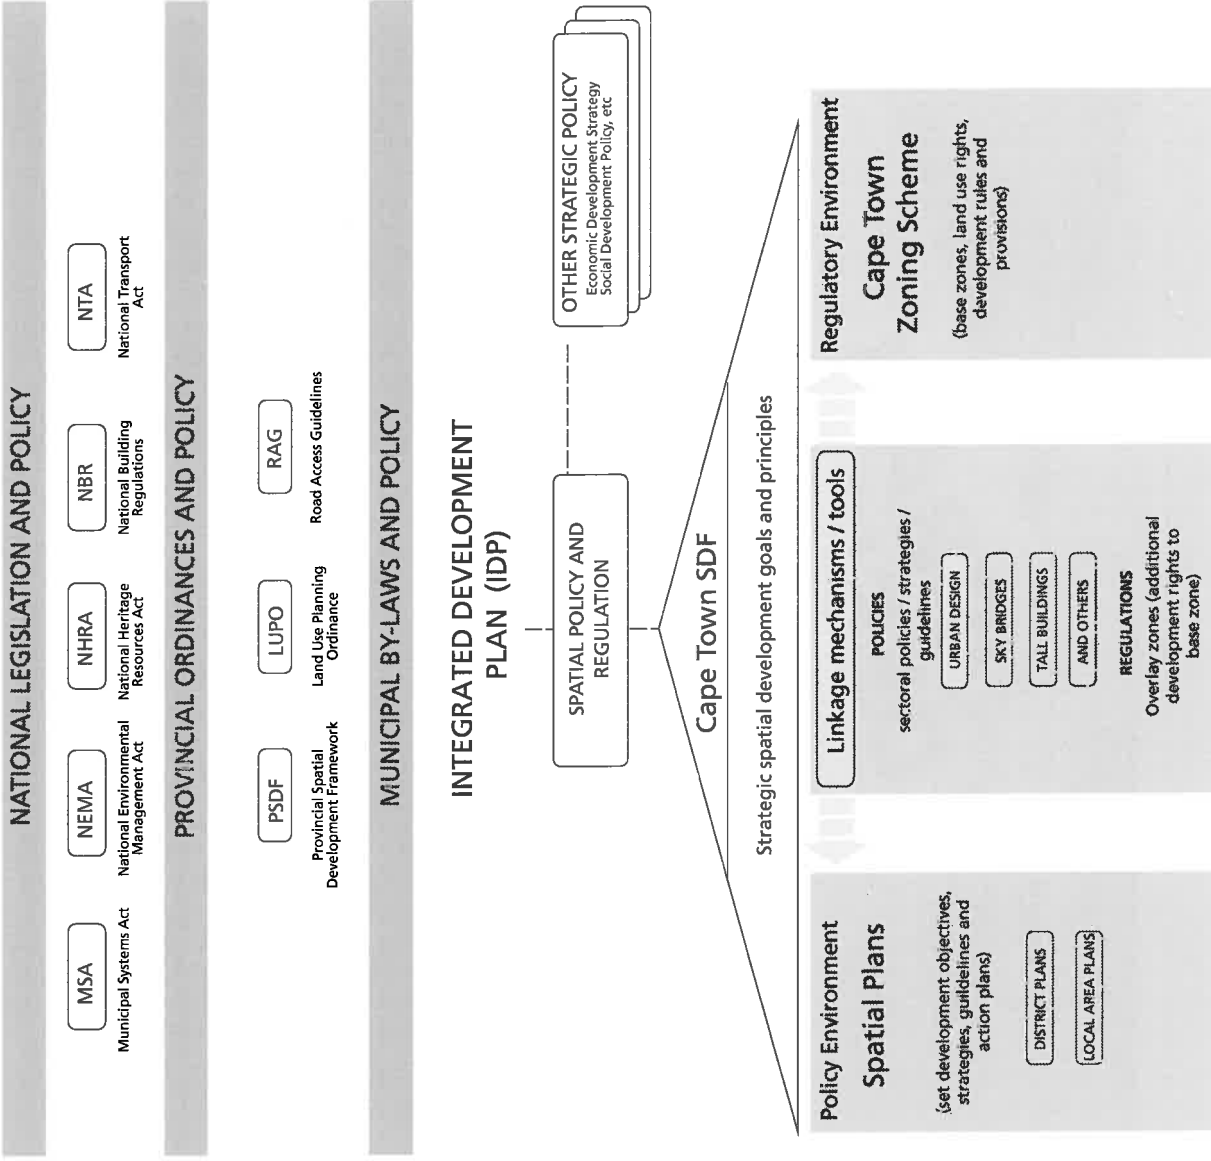 NATIONAL LEGISLATION AND POLICY
MSA
Municipal Systems Act
NEMA
National Environmental
Management Act
NHRA
National Heritage
Resources Act
NBR
National Building
Regulations
NTA
National Transport
Act
PROVINCIAL ORDINANCES AND POLICY
PSDF
Provincial Spatial
Development Framework
LUPO
Land Use Planning
Ordinance
RAG
Road Access Guidelines
MUNICIPAL BY-LAWS AND POLICY
INTEGRATED DEVELOPMENT
PLAN (IDP)
SPATIAL POLICY AND
REGULATION
OTHER STRATEGIC POLICY
Economic Development Strategy
Social Development Policy, etc
Cape Town SDF
Strategic spatial development goals and principles
Policy Environment
Spatial Plans
(set development objectives,
strategies, guildelines and
action plans)
DISTRICT PLANS
LOCAL AREA PLANS
Linkage mechanisms / tools
POLICIES
sectoral policies / strategies /
guidelines
URBAN DESIGN
SKY BRIDGES
TALL BUILDINGS
AND OTHERS
REGULATIONS
Overlay zones (additional
development rights to
base zone)
Regulatory Environment
Cape Town
Zoning Scheme
(base zones, land use rights,
development rules and
provisions)